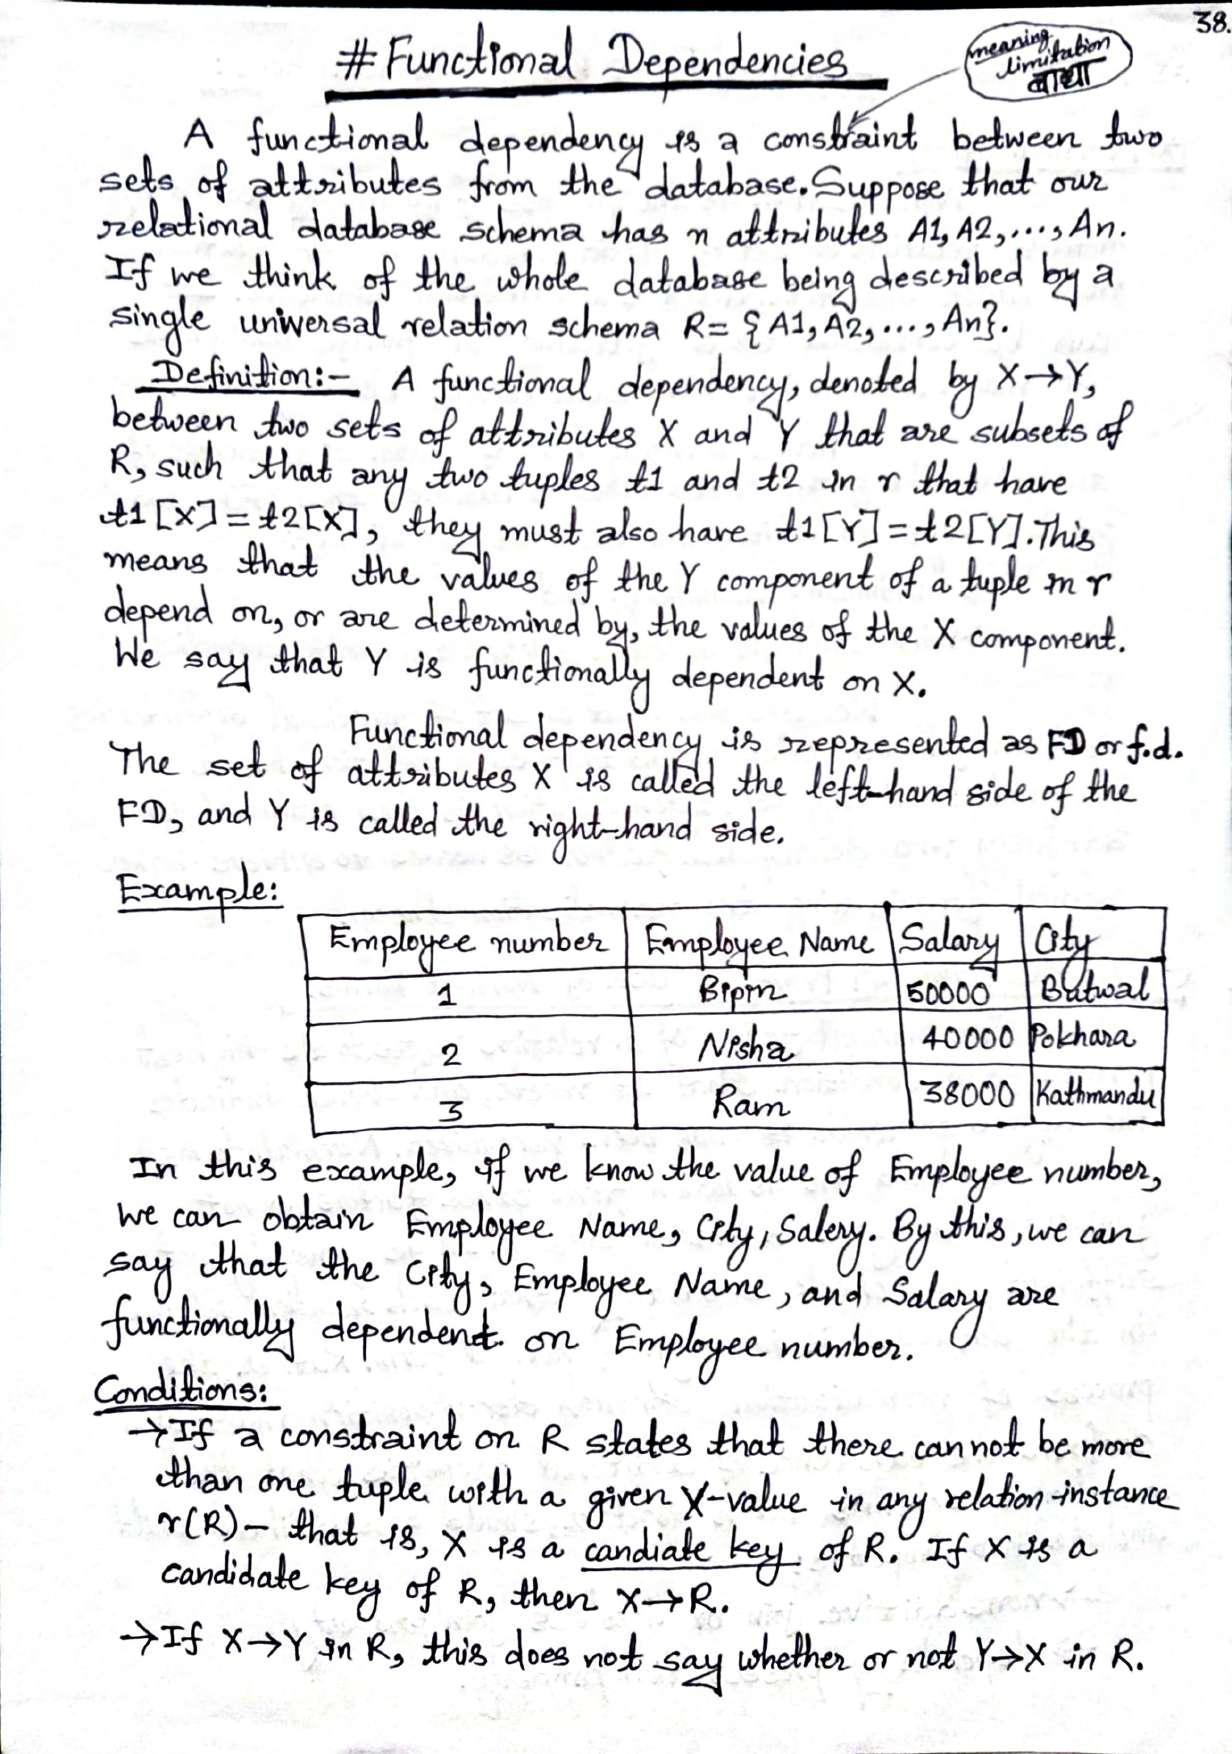 38.
# Functional Dependencies
meaning
limitation
बाधा
A functional dependency is a constraint between two
sets of attributes from the database. Suppose that our
relational database schema has n attributes A1, A2, ..., An.
If we think of the whole database being described by a
single universal relation schema R= {A1, A2, ..., An}.
Definition:- A functional dependency, denoted by X→Y,
between two sets of attributes X and Y that are subsets of
R, such that any two tuples t1 and t2 in r that have
t1[X] = t2[X], they must also have t1[Y] = t2[Y]. This
means that the values of the Y component of a tuple in r
depend on, or are determined by, the values of the X component.
We say that Y is functionally dependent on X.
Functional dependency is represented as FD or f.d.
The set of attributes X is called the left-hand side of the
FD, and Y is called the right-hand side.
Example:
Employee number Employee Name Salary City
1 Bipin 50000 Butwal
2 Nisha 40000 Pokhara
3 Ram 38000 Kathmandu
In this example, if we know the value of Employee number,
we can obtain Employee Name, City, Salery. By this, we can
say that the City, Employee Name, and Salary are
functionally dependent on Employee number.
Conditions:
→If a constraint on R states that there cannot be more
than one tuple with a given X-value in any relation instance
r(R)- that is, X is a candiate key of R. If X is a
candidate key of R, then X→R.
→If X→Y in R, this does not say whether or not Y→X in R.